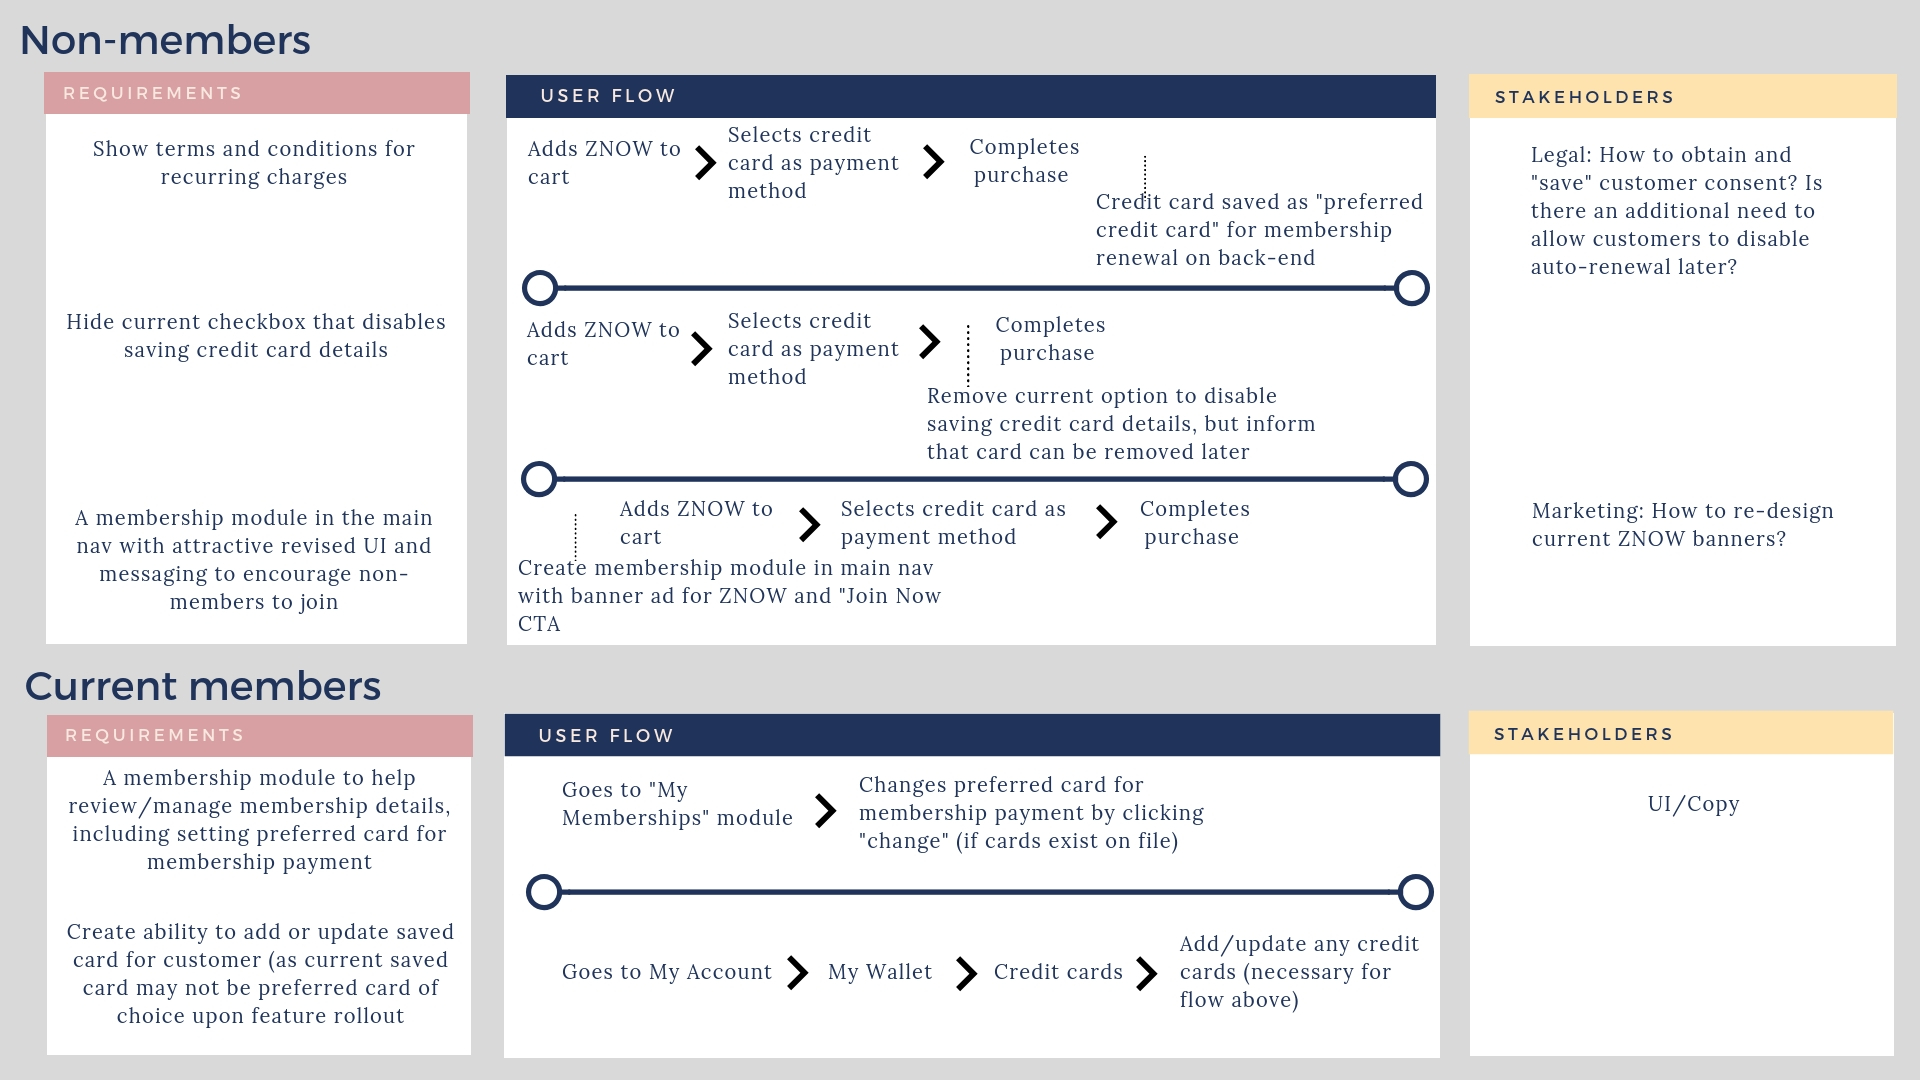 Non-members
REQUIREMENTS
Show terms and conditions for
recurring charges
Hide current checkbox that disables
saving credit card details
A membership module in the main
nav with attractive revised UI and
messaging to encourage non-
members to join
USER FLOW
Adds ZNOW to
cart
Selects credit
card as payment
method
Completes
purchase
Credit card saved as "preferred
credit card" for membership
renewal on back-end
Adds ZNOW to
cart
Selects credit
card as payment
method
Completes
purchase
Remove current option to disable
saving credit card details, but inform
that card can be removed later
Adds ZNOW to
cart
Selects credit card as
payment method
Completes
purchase
Create membership module in main nav
with banner ad for ZNOW and "Join Now
CTA
STAKEHOLDERS
Legal: How to obtain and
"save" customer consent? Is
there an additional need to
allow customers to disable
auto-renewal later?
Marketing: How to re-design
current ZNOW banners?
Current members
REQUIREMENTS
A membership module to help
review/manage membership details,
including setting preferred card for
membership payment
Create ability to add or update saved
card for customer (as current saved
card may not be preferred card of
choice upon feature rollout
USER FLOW
Goes to "My
Memberships" module
Changes preferred card for
membership payment by clicking
"change" (if cards exist on file)
Goes to My Account
My Wallet
Credit cards
Add/update any credit
cards (necessary for
flow above)
STAKEHOLDERS
UI/Copy